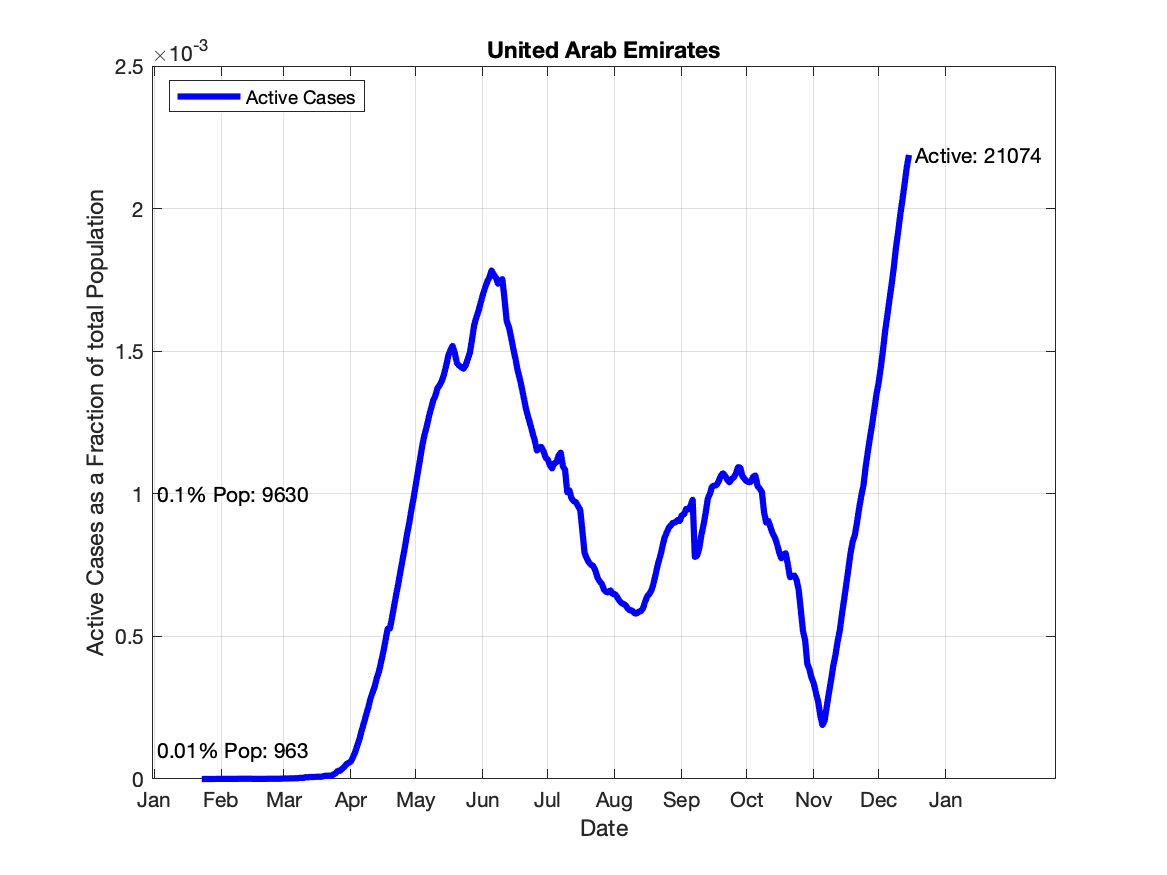 United Arab Emirates
×10-3
2.5
Active Cases
Active: 21074
2
1.5
1
0.1% Pop: 9630
0.5
0.01% Pop: 963
0
Active Cases as a Fraction of total Population
Jan Feb Mar Apr May Jun Jul Aug Sep Oct Nov Dec Jan
Date